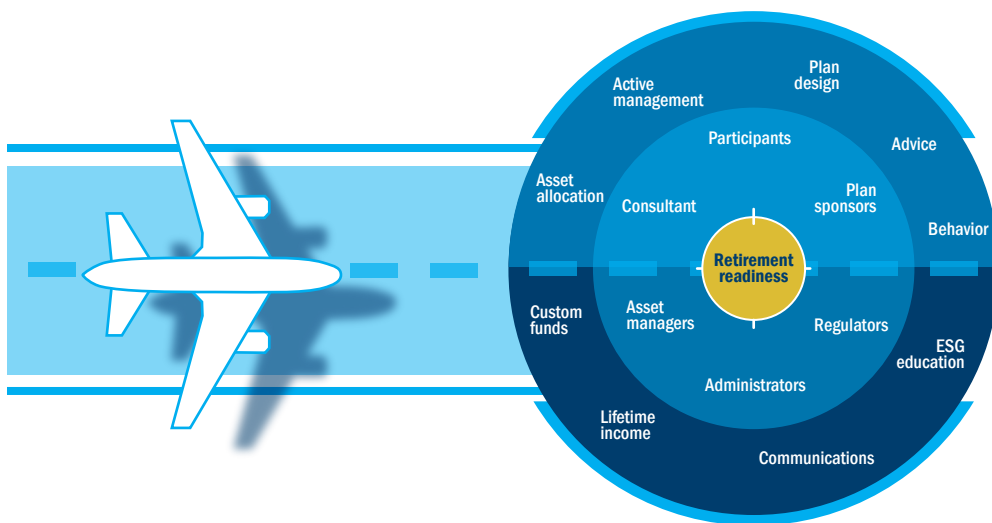 Plan
design
Active
management
Advice
Participants
Asset
allocation
Consultant
Plan
sponsors
Behavior
Retirement
readiness
Custom
funds
Asset
managers
Regulators
ESG
education
Administrators
Lifetime
income
Communications